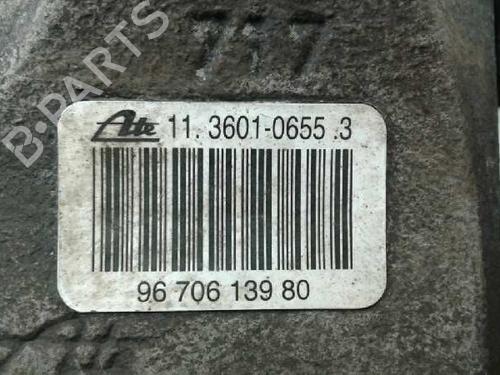 717
B-PARTS
Ate 11. 3601-0655 .3
96 706 139 80